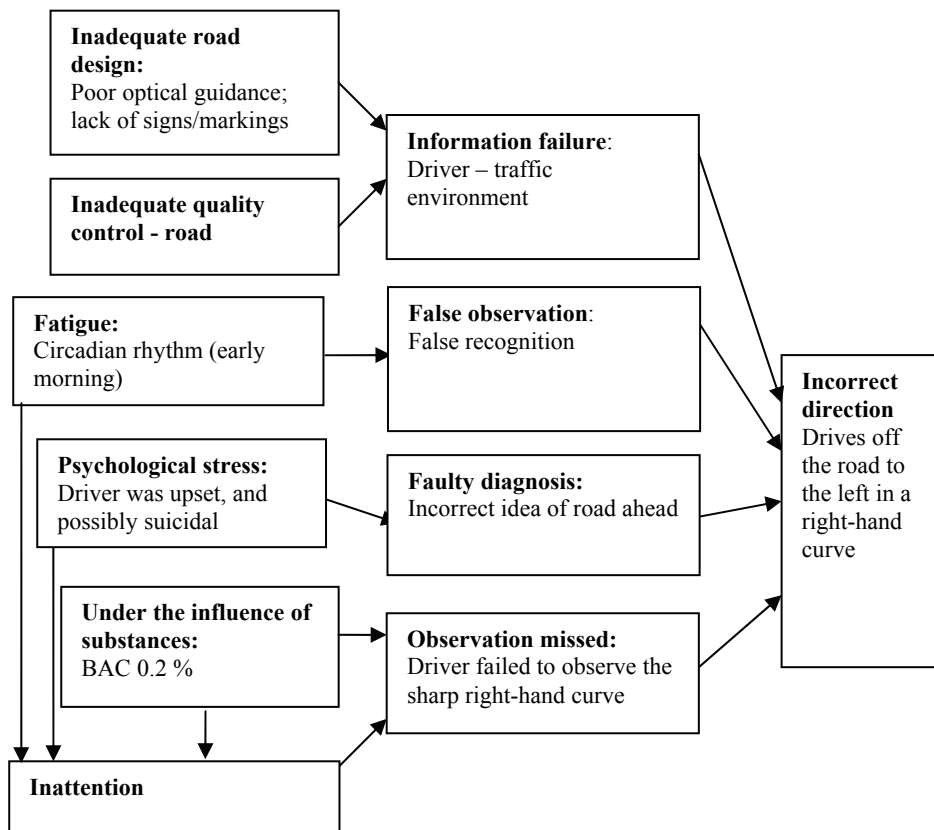 Inadequate road
design:
Poor optical guidance;
lack of signs/markings
Information failure:
Driver – traffic
environment
Inadequate quality
control - road
Fatigue:
Circadian rhythm (early
morning)
False observation:
False recognition
Incorrect
direction
Drives off
the road to
the left in a
right-hand
curve
Psychological stress:
Driver was upset, and
possibly suicidal
Faulty diagnosis:
Incorrect idea of road ahead
Under the influence of
substances:
BAC 0.2 %
Observation missed:
Driver failed to observe the
sharp right-hand curve
Inattention